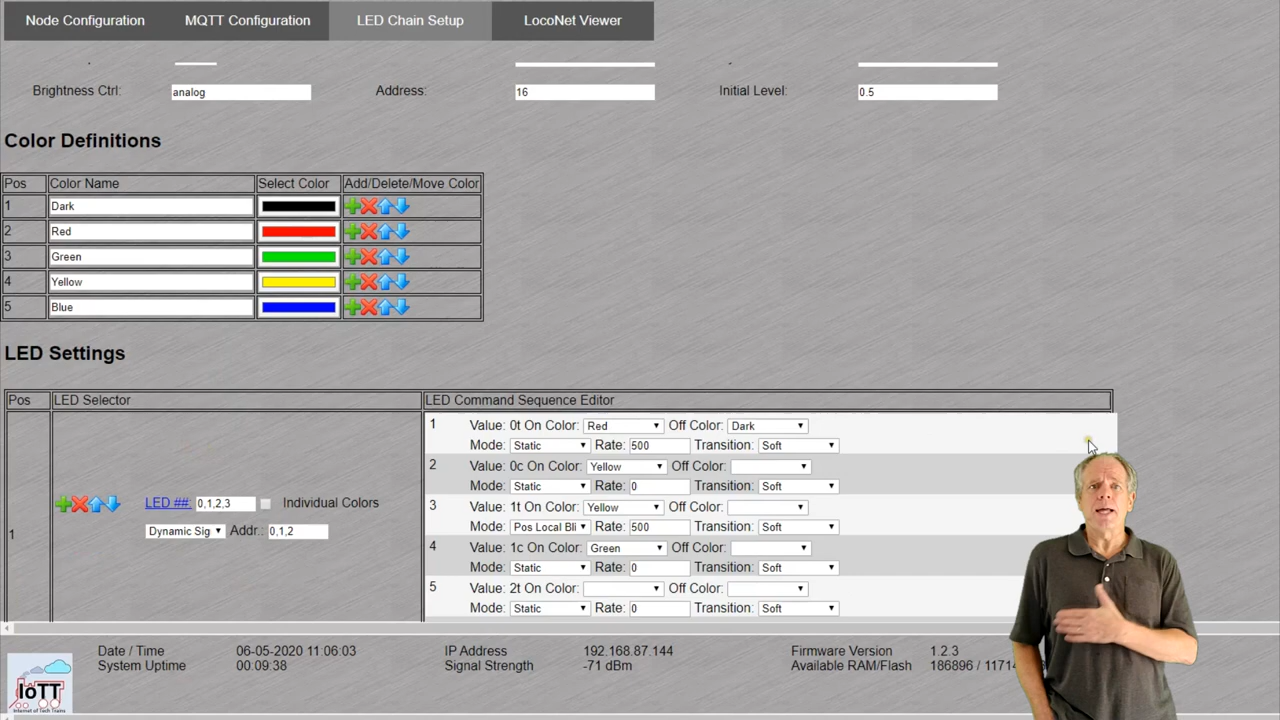 Node Configuration MQTT Configuration LED Chain Setup LocoNet Viewer
Brightness Ctrl: analog Address: 16 Initial Level: 0.5
Color Definitions
Pos Color Name Select Color Add/Delete/Move Color
1 Dark
2 Red
3 Green
4 Yellow
5 Blue
LED Settings
Pos LED Selector LED Command Sequence Editor
1 Value: 0t On Color: Red Off Color: Dark
Mode: Static Rate: 500 Transition: Soft
2 Value: 0c On Color: Yellow Off Color:
Mode: Static Rate: 0 Transition: Soft
1 LED ##: 0,1,2,3 Individual Colors
Dynamic Sig Addr.: 0,1,2
3 Value: 1t On Color: Yellow Off Color:
Mode: Pos Local Bli Rate: 500 Transition: Soft
4 Value: 1c On Color: Green Off Color:
Mode: Static Rate: 0 Transition: Soft
5 Value: 2t On Color: Off Color:
Mode: Static Rate: 0 Transition: Soft
Date / Time 06-05-2020 11:06:03 IP Address 192.168.87.144 Firmware Version 1.2.3
System Uptime 00:09:38 Signal Strength -71 dBm Available RAM/Flash 186896 /
IoTT
Internet of Tech Trains